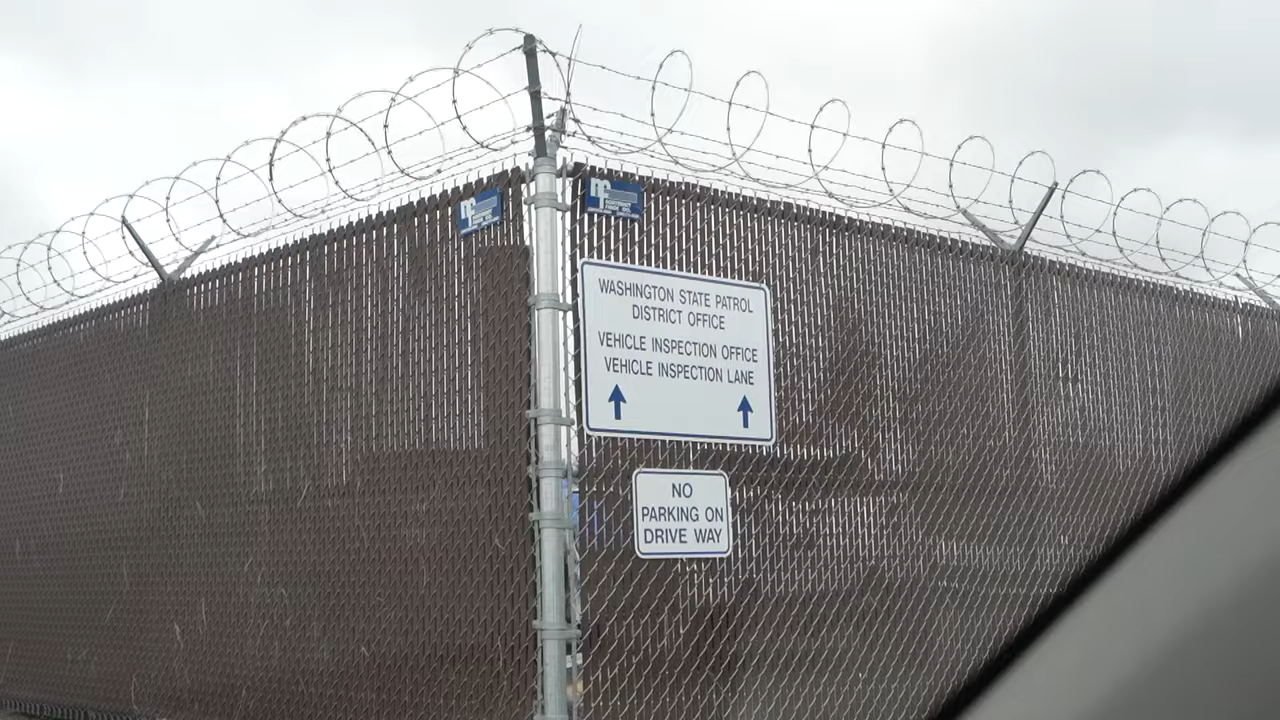 WASHINGTON STATE PATROL
DISTRICT OFFICE
VEHICLE INSPECTION OFFICE
VEHICLE INSPECTION LANE
NO
PARKING ON
DRIVE WAY